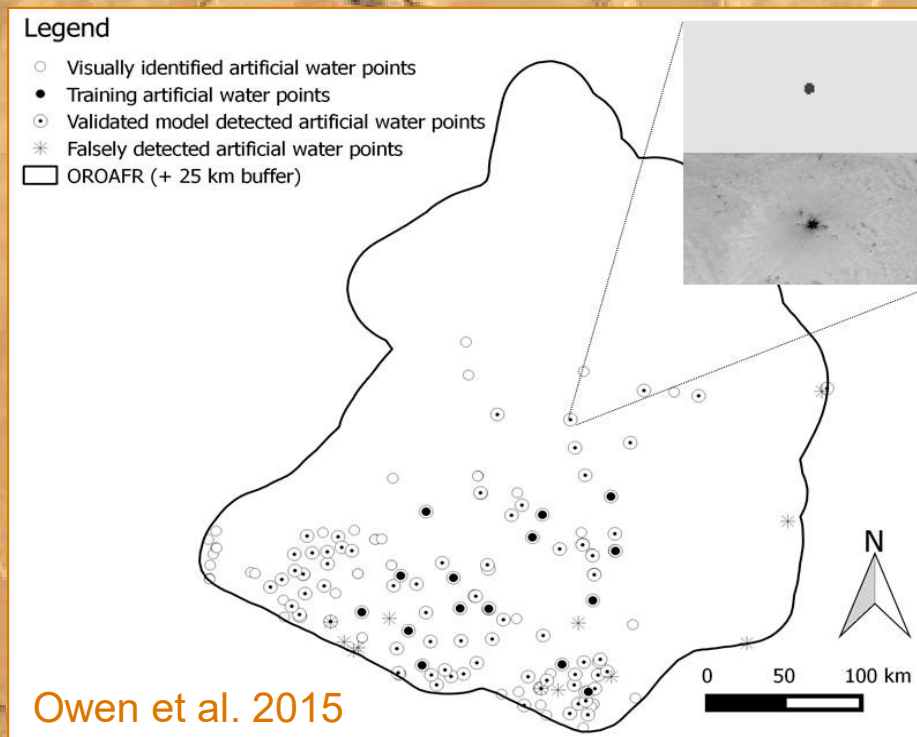 Legend
Visually identified artificial water points
Training artificial water points
Validated model detected artificial water points
Falsely detected artificial water points
OROAFR (+ 25 km buffer)
N
0 50 100 km
Owen et al. 2015